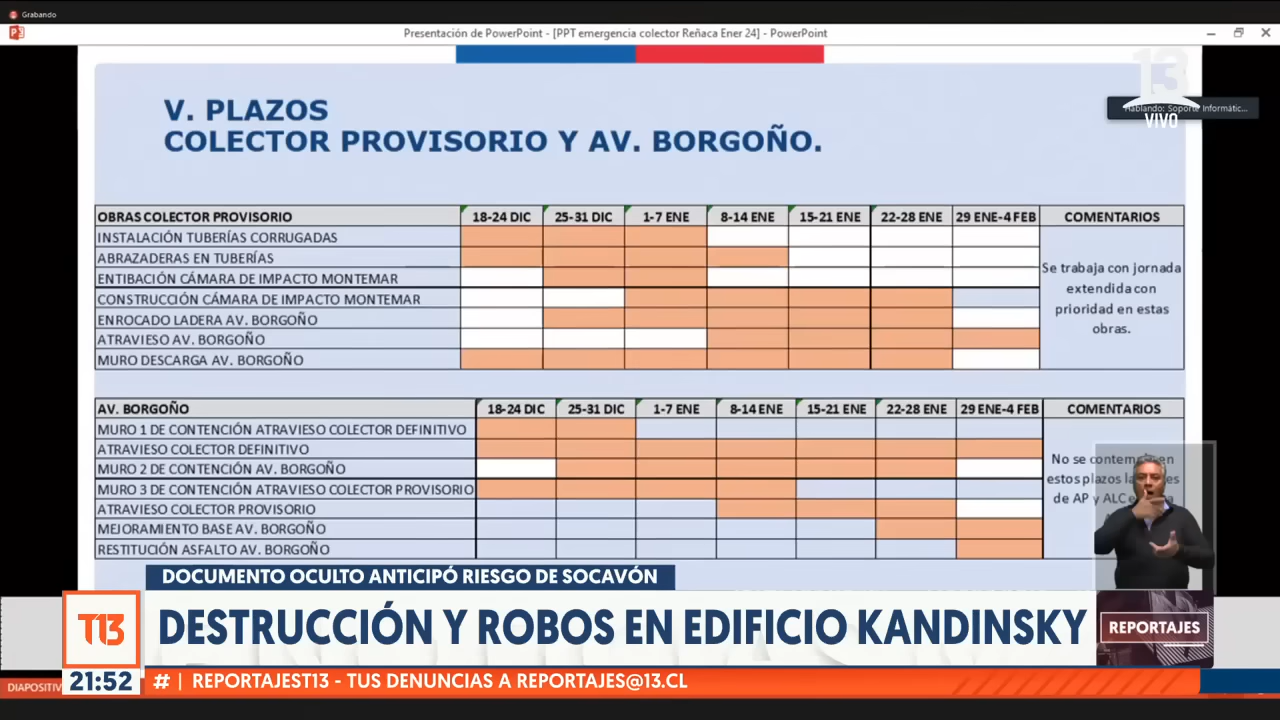 Grabando
Presentación de PowerPoint - [PPT emergencia colector Reñaca Ener 24] - PowerPoint
13
Hablando: Soporte Informátic...
VIVO
V. PLAZOS
COLECTOR PROVISORIO Y AV. BORGOÑO.
OBRAS COLECTOR PROVISORIO 18-24 DIC 25-31 DIC 1-7 ENE 8-14 ENE 15-21 ENE 22-28 ENE 29 ENE-4 FEB COMENTARIOS
INSTALACIÓN TUBERÍAS CORRUGADAS
ABRAZADERAS EN TUBERÍAS
ENTIBACIÓN CÁMARA DE IMPACTO MONTEMAR
CONSTRUCCIÓN CÁMARA DE IMPACTO MONTEMAR
ENROCADO LADERA AV. BORGOÑO
ATRAVIESO AV. BORGOÑO
MURO DESCARGA AV. BORGOÑO
Se trabaja con jornada
extendida con
prioridad en estas
obras.
AV. BORGOÑO 18-24 DIC 25-31 DIC 1-7 ENE 8-14 ENE 15-21 ENE 22-28 ENE 29 ENE-4 FEB COMENTARIOS
MURO 1 DE CONTENCIÓN ATRAVIESO COLECTOR DEFINITIVO
ATRAVIESO COLECTOR DEFINITIVO
MURO 2 DE CONTENCIÓN AV. BORGOÑO
MURO 3 DE CONTENCIÓN ATRAVIESO COLECTOR PROVISORIO
ATRAVIESO COLECTOR PROVISORIO
MEJORAMIENTO BASE AV. BORGOÑO
RESTITUCIÓN ASFALTO AV. BORGOÑO
No se contemplan en
estos plazos
de AP y ALC
DOCUMENTO OCULTO ANTICIPÓ RIESGO DE SOCAVÓN
T13
DESTRUCCIÓN Y ROBOS EN EDIFICIO KANDINSKY
REPORTAJES
DIAPOSITIV
21:52
# | REPORTAJEST13 - TUS DENUNCIAS A REPORTAJES@13.CL